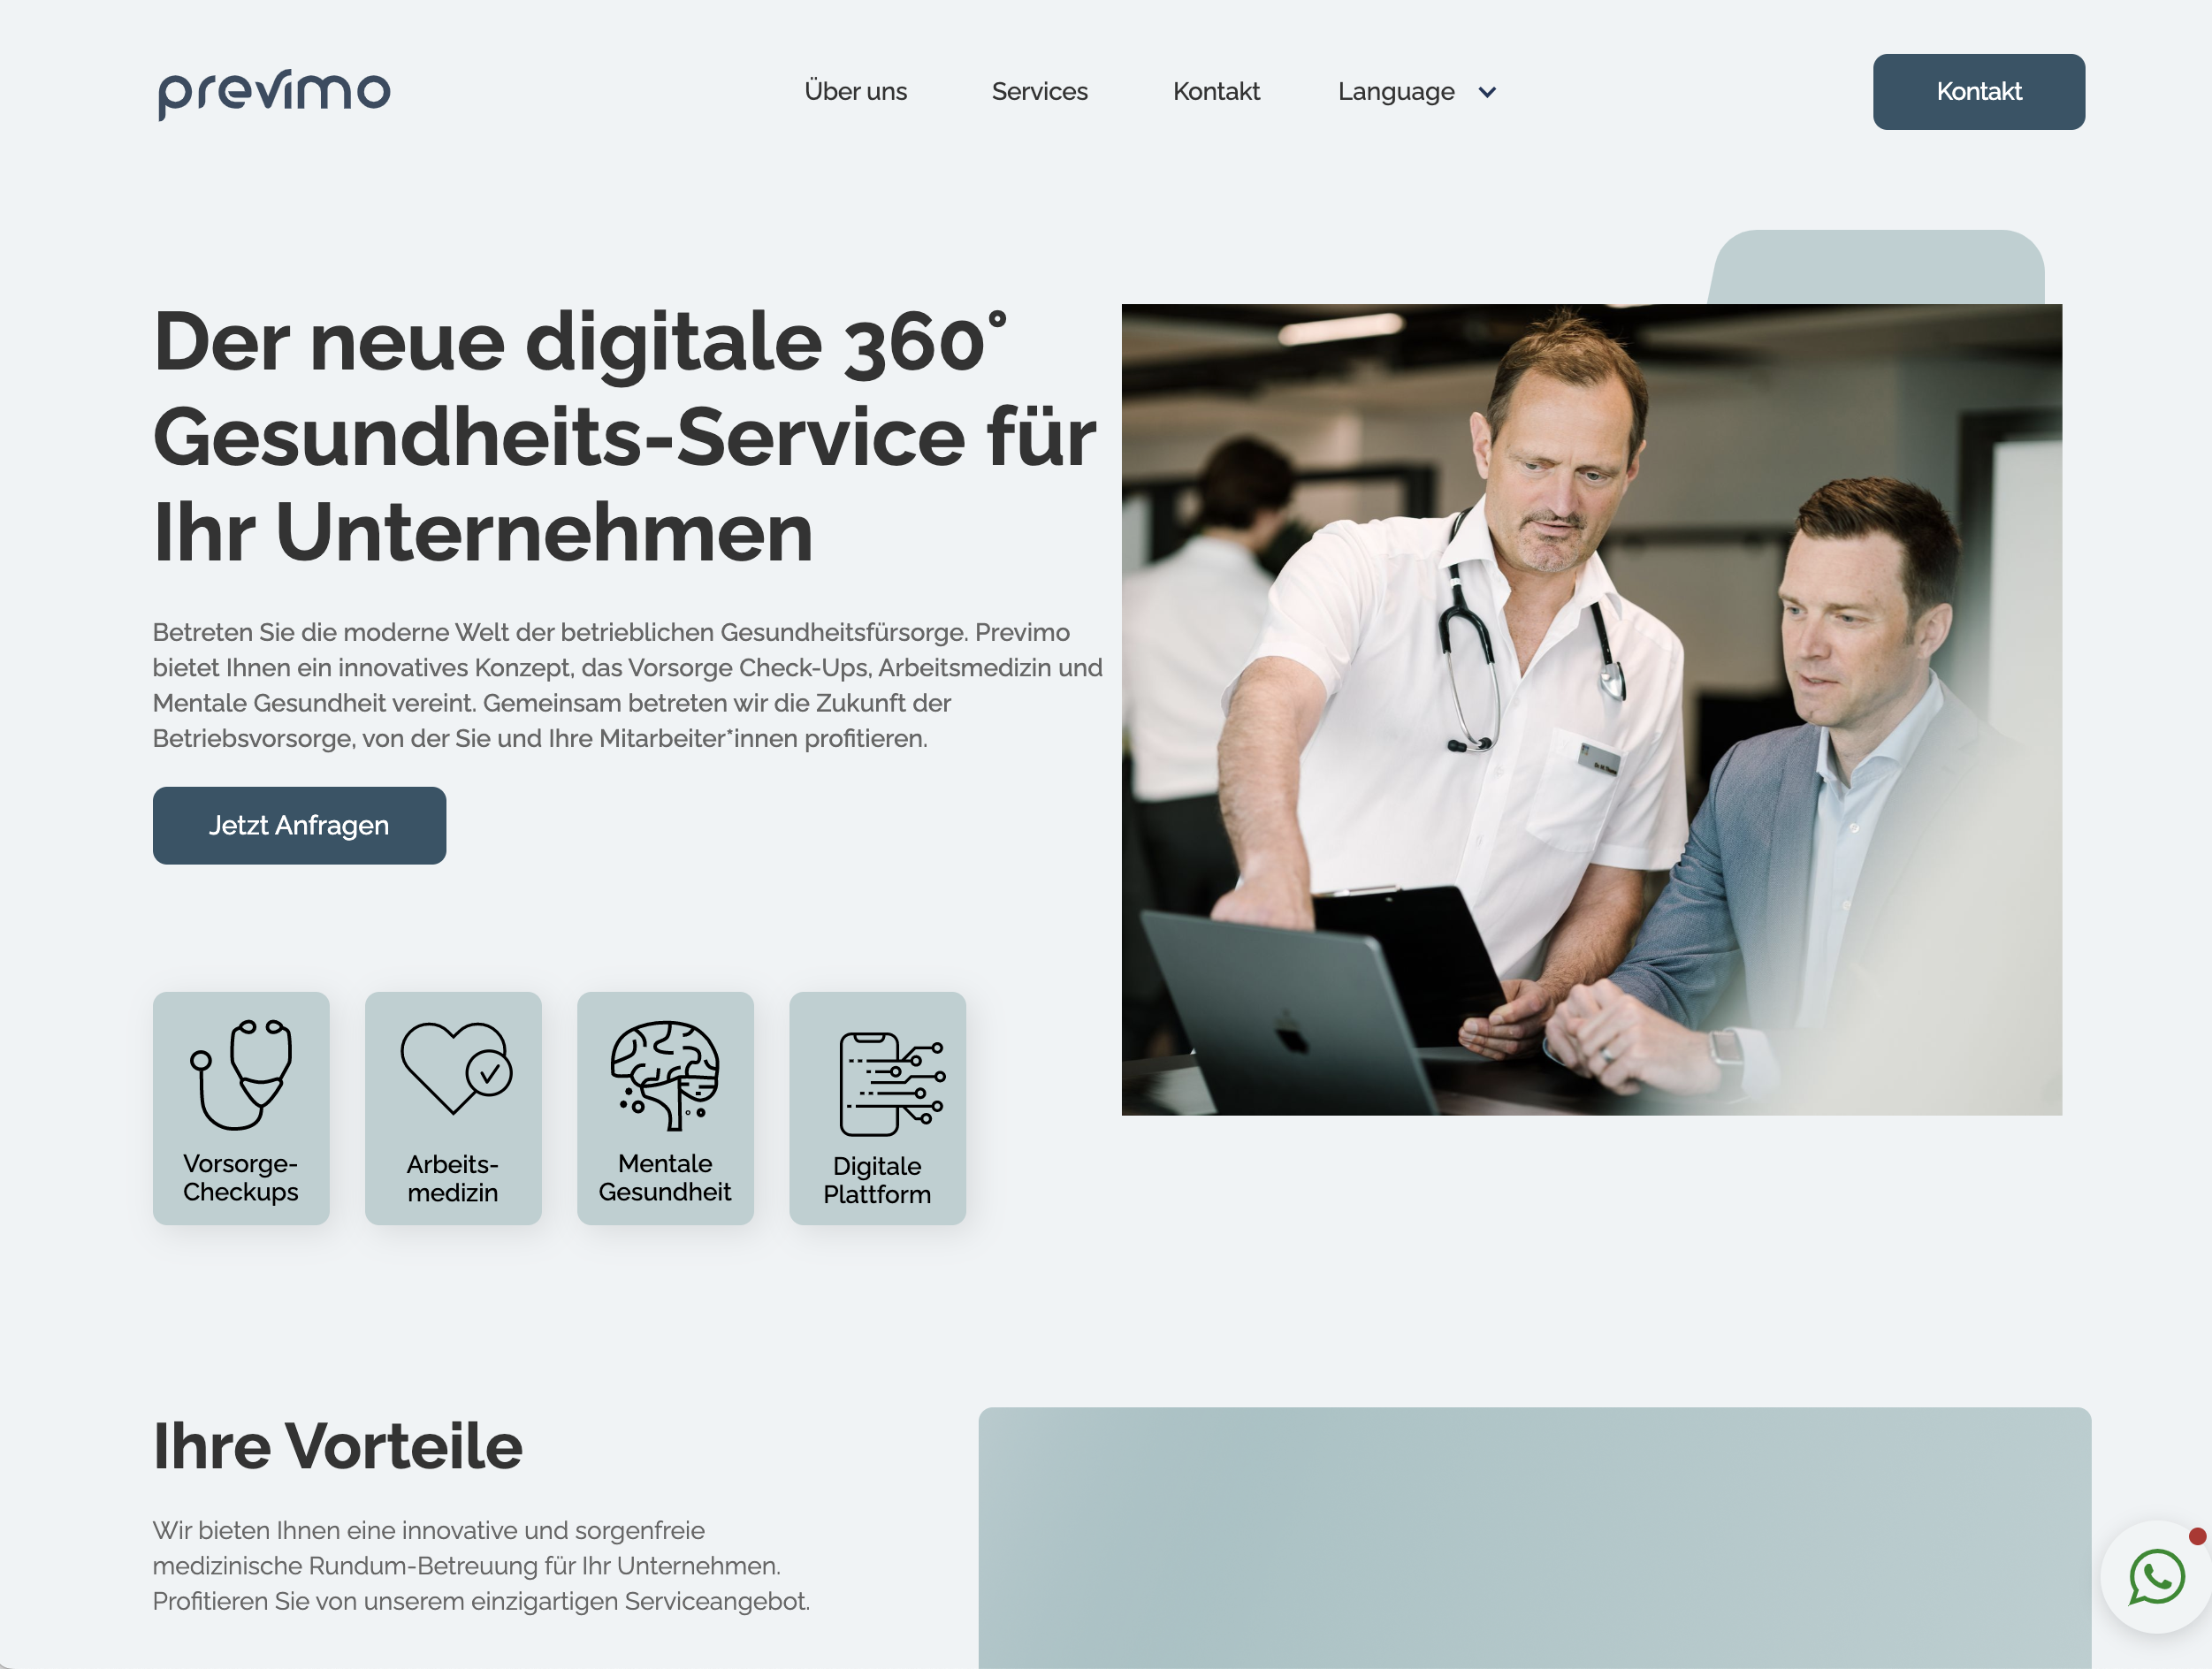 previmo
Über uns
Services
Kontakt
Language
Kontakt
Der neue digitale 360°
Gesundheits-Service für
Ihr Unternehmen
Betreten Sie die moderne Welt der betrieblichen Gesundheitsfürsorge. Previmo
bietet Ihnen ein innovatives Konzept, das Vorsorge Check-Ups, Arbeitsmedizin und
Mentale Gesundheit vereint. Gemeinsam betreten wir die Zukunft der
Betriebsvorsorge, von der Sie und Ihre Mitarbeiter*innen profitieren.
Jetzt Anfragen
Vorsorge-
Checkups
Arbeits-
medizin
Mentale
Gesundheit
Digitale
Plattform
Ihre Vorteile
Wir bieten Ihnen eine innovative und sorgenfreie
medizinische Rundum-Betreuung für Ihr Unternehmen.
Profitieren Sie von unserem einzigartigen Serviceangebot.